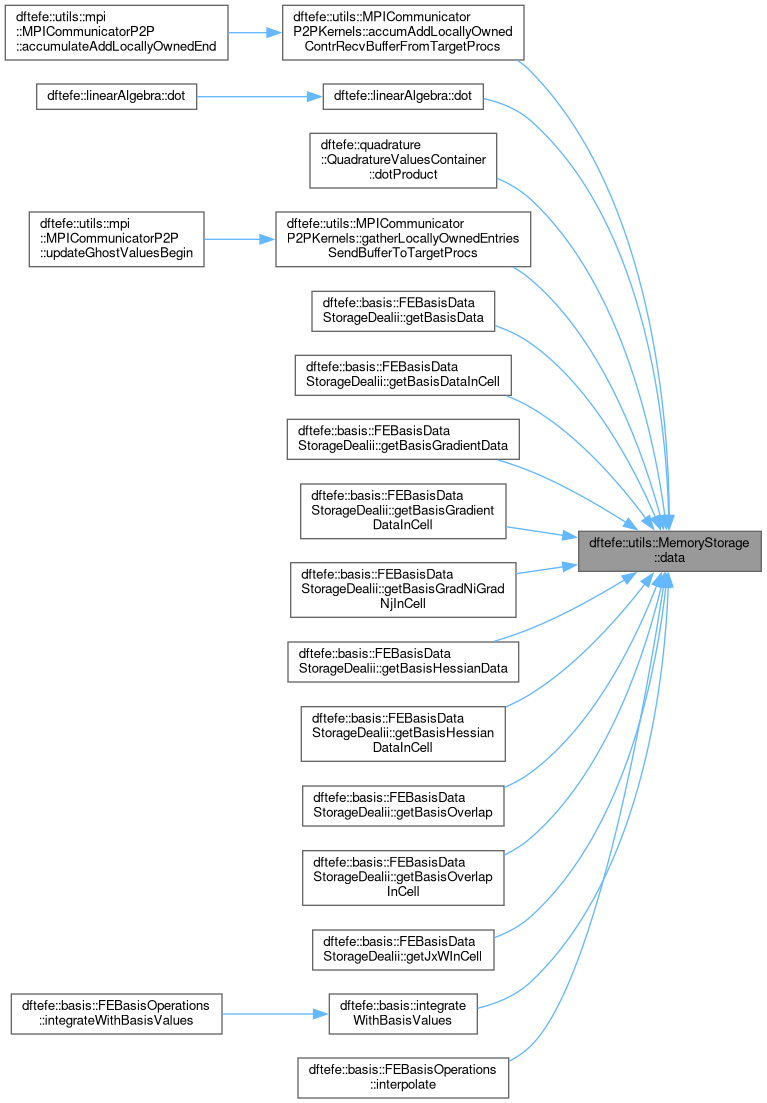 dftefe::utils::mpi
::MPICommunicatorP2P
::accumulateAddLocallyOwnedEnd
dftefe::utils::MPICommunicator
P2PKernels::accumAddLocallyOwned
ContrRecvBufferFromTargetProcs
dftefe::linearAlgebra::dot
dftefe::linearAlgebra::dot
dftefe::quadrature
::QuadratureValuesContainer
::dotProduct
dftefe::utils::mpi
::MPICommunicatorP2P
::updateGhostValuesBegin
dftefe::utils::MPICommunicator
P2PKernels::gatherLocallyOwnedEntries
SendBufferToTargetProcs
dftefe::basis::FEBasisData
StorageDealii::getBasisData
dftefe::basis::FEBasisData
StorageDealii::getBasisDataInCell
dftefe::basis::FEBasisData
StorageDealii::getBasisGradientData
dftefe::basis::FEBasisData
StorageDealii::getBasisGradient
DataInCell
dftefe::utils::MemoryStorage
::data
dftefe::basis::FEBasisData
StorageDealii::getBasisGradNiGrad
NjInCell
dftefe::basis::FEBasisData
StorageDealii::getBasisHessianData
dftefe::basis::FEBasisData
StorageDealii::getBasisHessian
DataInCell
dftefe::basis::FEBasisData
StorageDealii::getBasisOverlap
dftefe::basis::FEBasisData
StorageDealii::getBasisOverlap
InCell
dftefe::basis::FEBasisData
StorageDealii::getJxWInCell
dftefe::basis::FEBasisOperations
::integrateWithBasisValues
dftefe::basis::integrate
WithBasisValues
dftefe::basis::FEBasisOperations
::interpolate